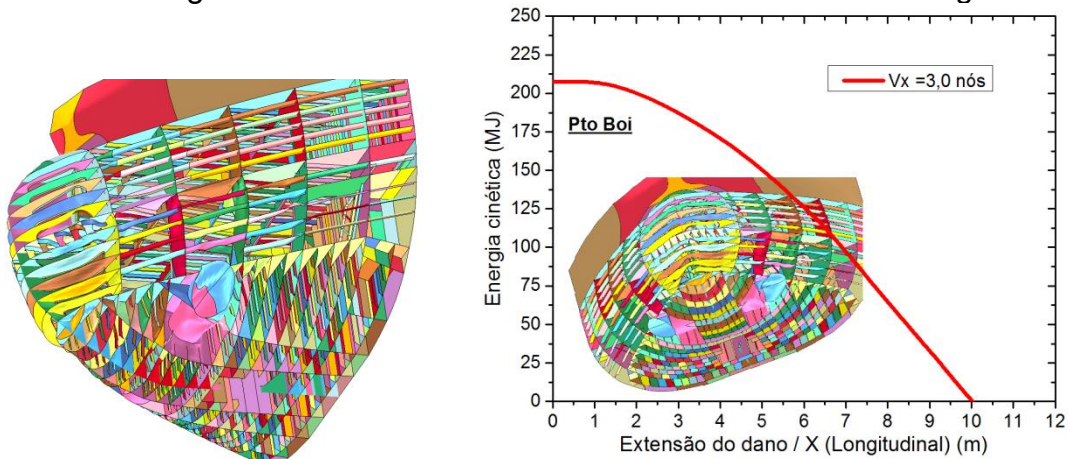 250
225
200
175
150
125
100
75
50
25
0
Energia cinética (MJ)
Vx =3,0 nós
Pto Boi
0 1 2 3 4 5 6 7 8 9 10 11 12
Extensão do dano / X (Longitudinal) (m)